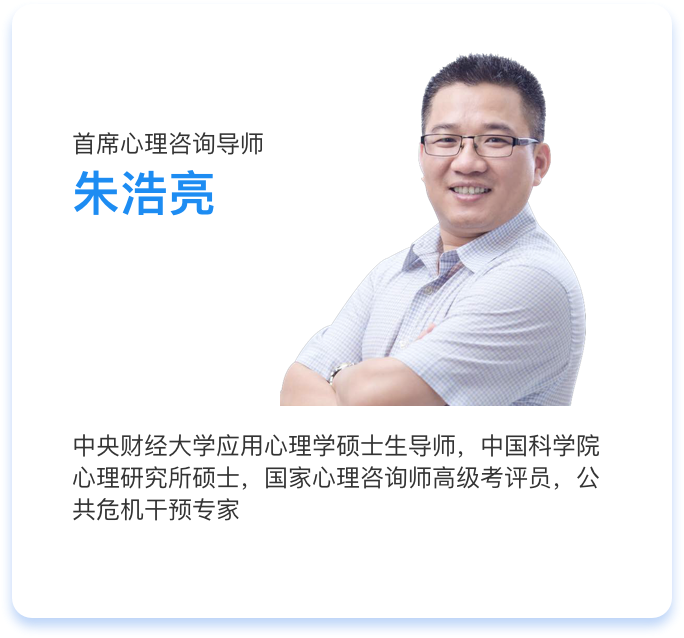 首席心理咨询导师
朱浩亮
中央财经大学应用心理学硕士生导师，中国科学院
心理研究所硕士，国家心理咨询师高级考评员，公
共危机干预专家